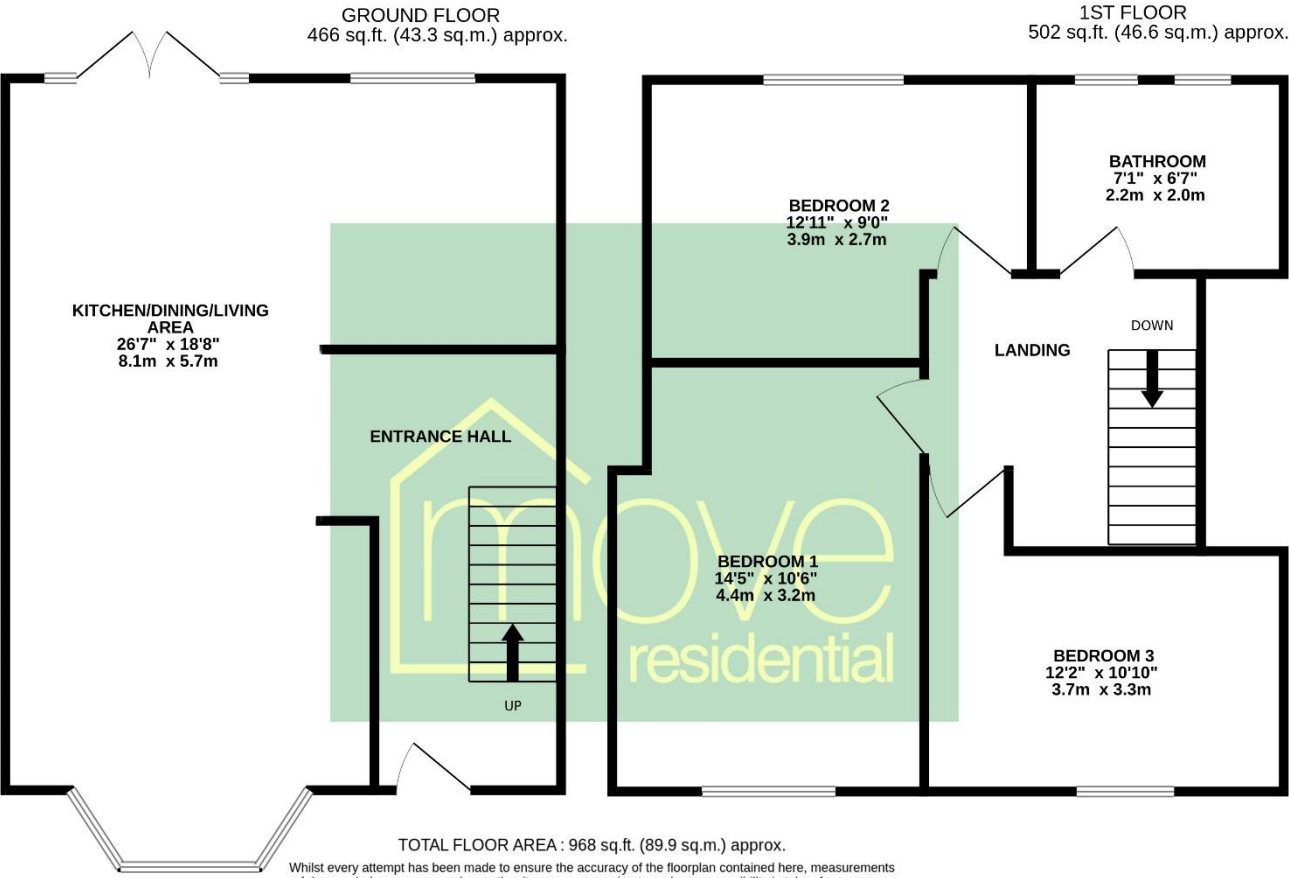 GROUND FLOOR
466 sq.ft. (43.3 sq.m.) approx.
1ST FLOOR
502 sq.ft. (46.6 sq.m.) approx.
KITCHEN/DINING/LIVING
AREA
26'7" x 18'8"
8.1m x 5.7m
ENTRANCE HALL
UP
BEDROOM 2
12'11" x 9'0"
3.9m x 2.7m
BATHROOM
7'1" x 6'7"
2.2m x 2.0m
DOWN
LANDING
BEDROOM 1
14'5" x 10'6"
4.4m x 3.2m
BEDROOM 3
12'2" x 10'10"
3.7m x 3.3m
move
residential
TOTAL FLOOR AREA : 968 sq.ft. (89.9 sq.m.) approx.
Whilst every attempt has been made to ensure the accuracy of the floorplan contained here, measurements